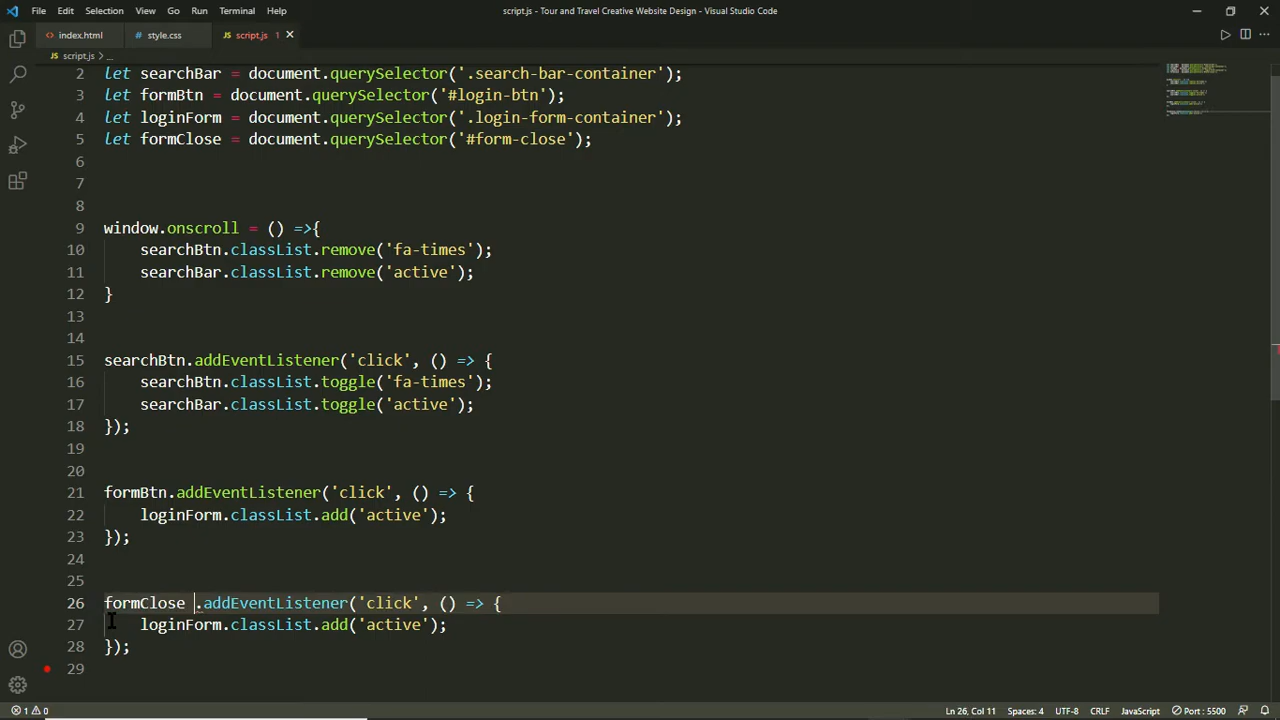 File Edit Selection View Go Run Terminal Help script.js - Tour and Travel Creative Website Design - Visual Studio Code
index.html style.css script.js 1
script.js > ...
2 let searchBar = document.querySelector('.search-bar-container');
3 let formBtn = document.querySelector('#login-btn');
4 let loginForm = document.querySelector('.login-form-container');
5 let formClose = document.querySelector('#form-close');
6
7
8
9 window.onscroll = () =>{
10 searchBtn.classList.remove('fa-times');
11 searchBar.classList.remove('active');
12 }
13
14
15 searchBtn.addEventListener('click', () => {
16 searchBtn.classList.toggle('fa-times');
17 searchBar.classList.toggle('active');
18 });
19
20
21 formBtn.addEventListener('click', () => {
22 loginForm.classList.add('active');
23 });
24
25
26 formClose .addEventListener('click', () => {
27 loginForm.classList.add('active');
28 });
29
1 0 Ln 26, Col 11 Spaces: 4 UTF-8 CRLF JavaScript Port : 5500